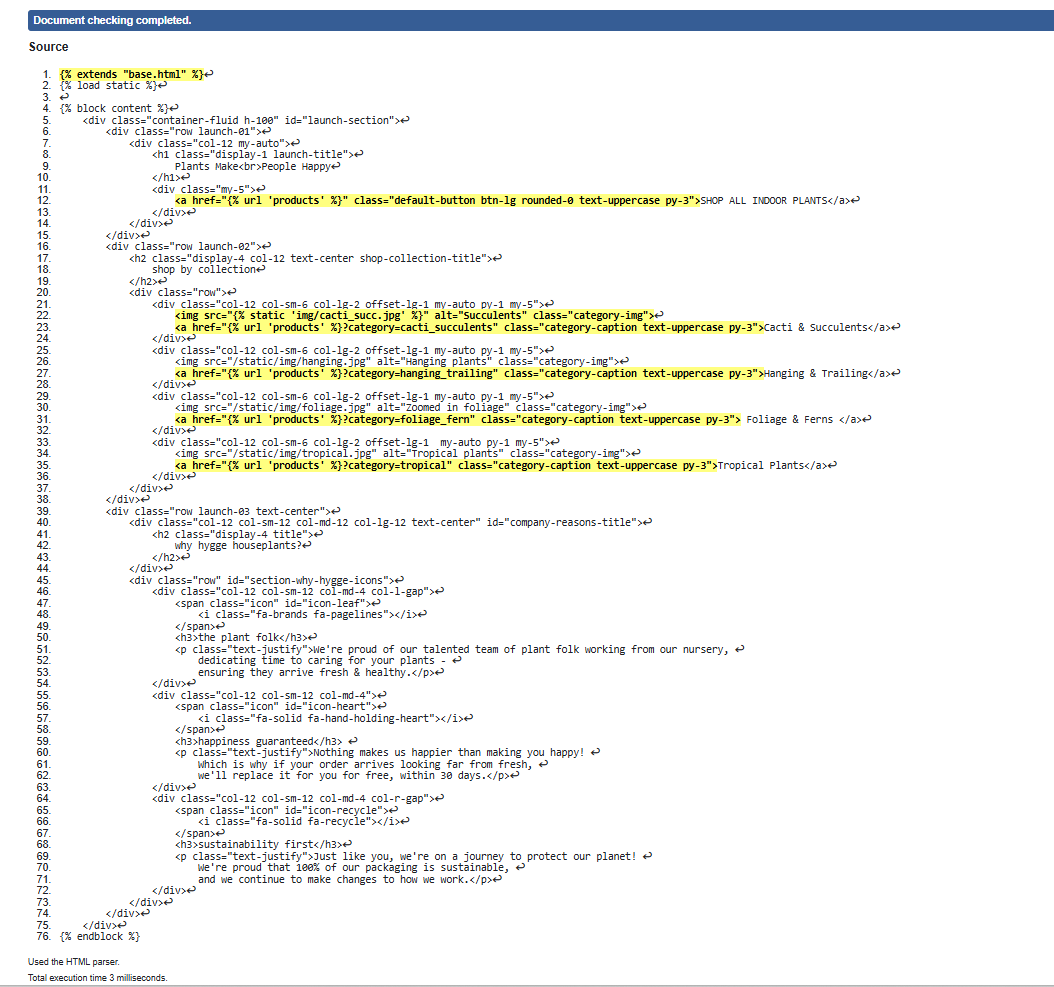 Document checking completed.
Source
1. {% extends "base.html" %}↩
2. {% load static %}↩
3. ↩
4. {% block content %}↩
5. <div class="container-fluid h-100" id="launch-section">↩
6. <div class="row launch-01">↩
7. <div class="col-12 my-auto">↩
8. <h1 class="display-1 launch-title">↩
9. Plants Make<br>People Happy↩
10. </h1>↩
11. <div class="my-5">↩
12. <a href="{% url 'products' %}" class="default-button btn-lg rounded-0 text-uppercase py-3">SHOP ALL INDOOR PLANTS</a>↩
13. </div>↩
14. </div>↩
15. </div>↩
16. <div class="row launch-02">↩
17. <h2 class="display-4 col-12 text-center shop-collection-title">↩
18. shop by collection↩
19. </h2>↩
20. <div class="row">↩
21. <div class="col-12 col-sm-6 col-lg-2 offset-lg-1 my-auto py-1 my-5">↩
22. <img src="{% static 'img/cacti_succ.jpg' %}" alt="Succulents" class="category-img">↩
23. <a href="{% url 'products' %}?category=cacti_succulents" class="category-caption text-uppercase py-3">Cacti & Succulents</a>↩
24. </div>↩
25. <div class="col-12 col-sm-6 col-lg-2 offset-lg-1 my-auto py-1 my-5">↩
26. <img src="/static/img/hanging.jpg" alt="Hanging plants" class="category-img">↩
27. <a href="{% url 'products' %}?category=hanging_trailing" class="category-caption text-uppercase py-3">Hanging & Trailing</a>↩
28. </div>↩
29. <div class="col-12 col-sm-6 col-lg-2 offset-lg-1 my-auto py-1 my-5">↩
30. <img src="/static/img/foliage.jpg" alt="Zoomed in foliage" class="category-img">↩
31. <a href="{% url 'products' %}?category=foliage_fern" class="category-caption text-uppercase py-3"> Foliage & Ferns </a>↩
32. </div>↩
33. <div class="col-12 col-sm-6 col-lg-2 offset-lg-1  my-auto py-1 my-5">↩
34. <img src="/static/img/tropical.jpg" alt="Tropical plants" class="category-img">↩
35. <a href="{% url 'products' %}?category=tropical" class="category-caption text-uppercase py-3">Tropical Plants</a>↩
36. </div>↩
37. </div>↩
38. </div>↩
39. <div class="row launch-03 text-center">↩
40. <div class="col-12 col-sm-12 col-md-12 col-lg-12 text-center" id="company-reasons-title">↩
41. <h2 class="display-4 title">↩
42. why hygge houseplants?↩
43. </h2>↩
44. </div>↩
45. <div class="row" id="section-why-hygge-icons">↩
46. <div class="col-12 col-sm-12 col-md-4 col-l-gap">↩
47. <span class="icon" id="icon-leaf">↩
48. <i class="fa-brands fa-pagelines"></i>↩
49. </span>↩
50. <h3>the plant folk</h3>↩
51. <p class="text-justify">We're proud of our talented team of plant folk working from our nursery, ↩
52. dedicating time to caring for your plants - ↩
53. ensuring they arrive fresh & healthy.</p>↩
54. </div>↩
55. <div class="col-12 col-sm-12 col-md-4">↩
56. <span class="icon" id="icon-heart">↩
57. <i class="fa-solid fa-hand-holding-heart"></i>↩
58. </span>↩
59. <h3>happiness guaranteed</h3> ↩
60. <p class="text-justify">Nothing makes us happier than making you happy! ↩
61. Which is why if your order arrives looking far from fresh, ↩
62. we'll replace it for you for free, within 30 days.</p>↩
63. </div>↩
64. <div class="col-12 col-sm-12 col-md-4 col-r-gap">↩
65. <span class="icon" id="icon-recycle">↩
66. <i class="fa-solid fa-recycle"></i>↩
67. </span>↩
68. <h3>sustainability first</h3>↩
69. <p class="text-justify">Just like you, we're on a journey to protect our planet! ↩
70. We're proud that 100% of our packaging is sustainable, ↩
71. and we continue to make changes to how we work.</p>↩
72. </div>↩
73. </div>↩
74. </div>↩
75. </div>↩
76. {% endblock %}
Used the HTML parser.
Total execution time 3 milliseconds.